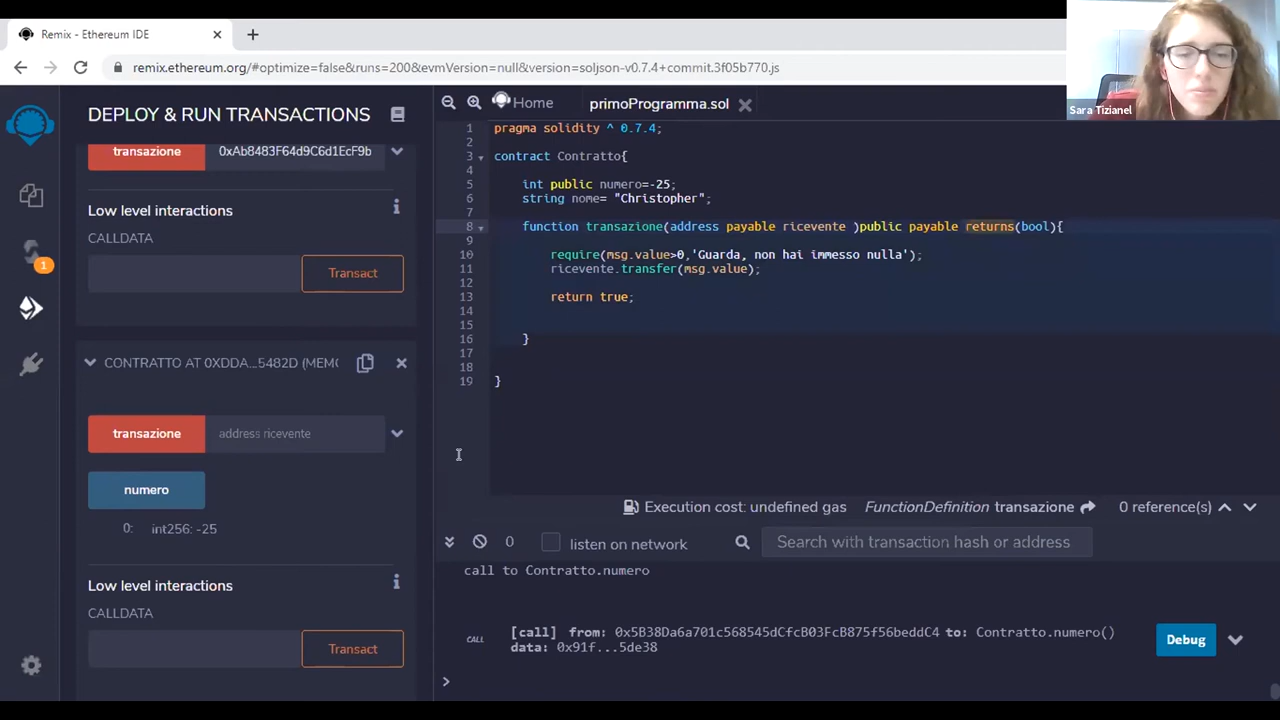 Remix - Ethereum IDE
remix.ethereum.org/#optimize=false&runs=200&evmVersion=null&version=soljson-v0.7.4+commit.3f05b770.js
Sara Tizianel
DEPLOY & RUN TRANSACTIONS
transazione 0xAb8483F64d9C6d1EcF9b
Low level interactions
CALLDATA
Transact
1
CONTRATTO AT 0XDDA...5482D (MEMO
transazione address ricevente
numero
0: int256: -25
Low level interactions
CALLDATA
Transact
Home primoProgramma.sol
1 pragma solidity ^ 0.7.4;
2
3 contract Contratto{
4
5 int public numero=-25;
6 string nome= "Christopher";
7
8 function transazione(address payable ricevente )public payable returns(bool){
9
10 require(msg.value>0,'Guarda, non hai immesso nulla');
11 ricevente.transfer(msg.value);
12
13 return true;
14
15
16 }
17
18
19 }
Execution cost: undefined gas FunctionDefinition transazione 0 reference(s)
0 listen on network Search with transaction hash or address
call to Contratto.numero
CALL [call] from: 0x5B38Da6a701c568545dCfcB03FcB875f56beddC4 to: Contratto.numero() Debug
data: 0x91f...5de38
>